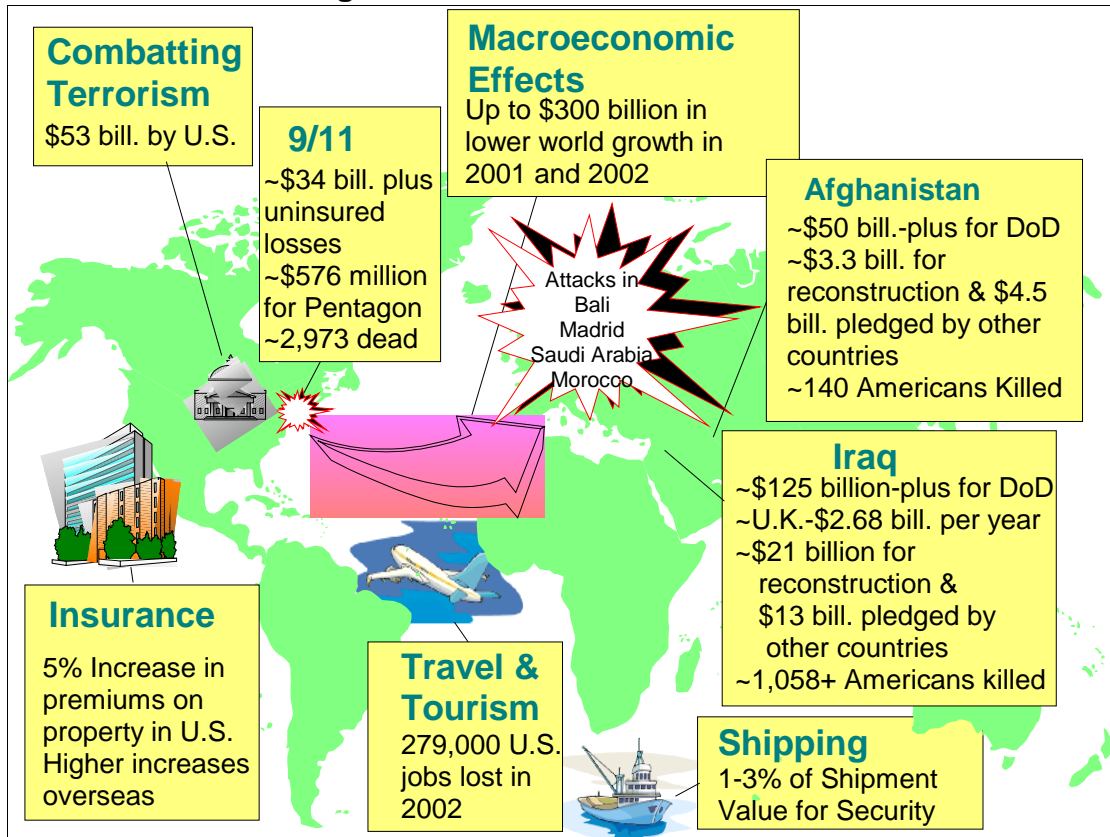 Combatting
Terrorism
$53 bill. by U.S.
9/11
~$34 bill. plus
uninsured
losses
~$576 million
for Pentagon
~2,973 dead
Macroeconomic
Effects
Up to $300 billion in
lower world growth in
2001 and 2002
Attacks in
Bali
Madrid
Saudi Arabia
Morocco
Afghanistan
~$50 bill.-plus for DoD
~$3.3 bill. for
reconstruction & $4.5
bill. pledged by other
countries
~140 Americans Killed
Iraq
~$125 billion-plus for DoD
~U.K.-$2.68 bill. per year
~$21 billion for
reconstruction &
$13 bill. pledged by
other countries
~1,058+ Americans killed
Insurance
5% Increase in
premiums on
property in U.S.
Higher increases
overseas
Travel &
Tourism
279,000 U.S.
jobs lost in
2002
Shipping
1-3% of Shipment
Value for Security